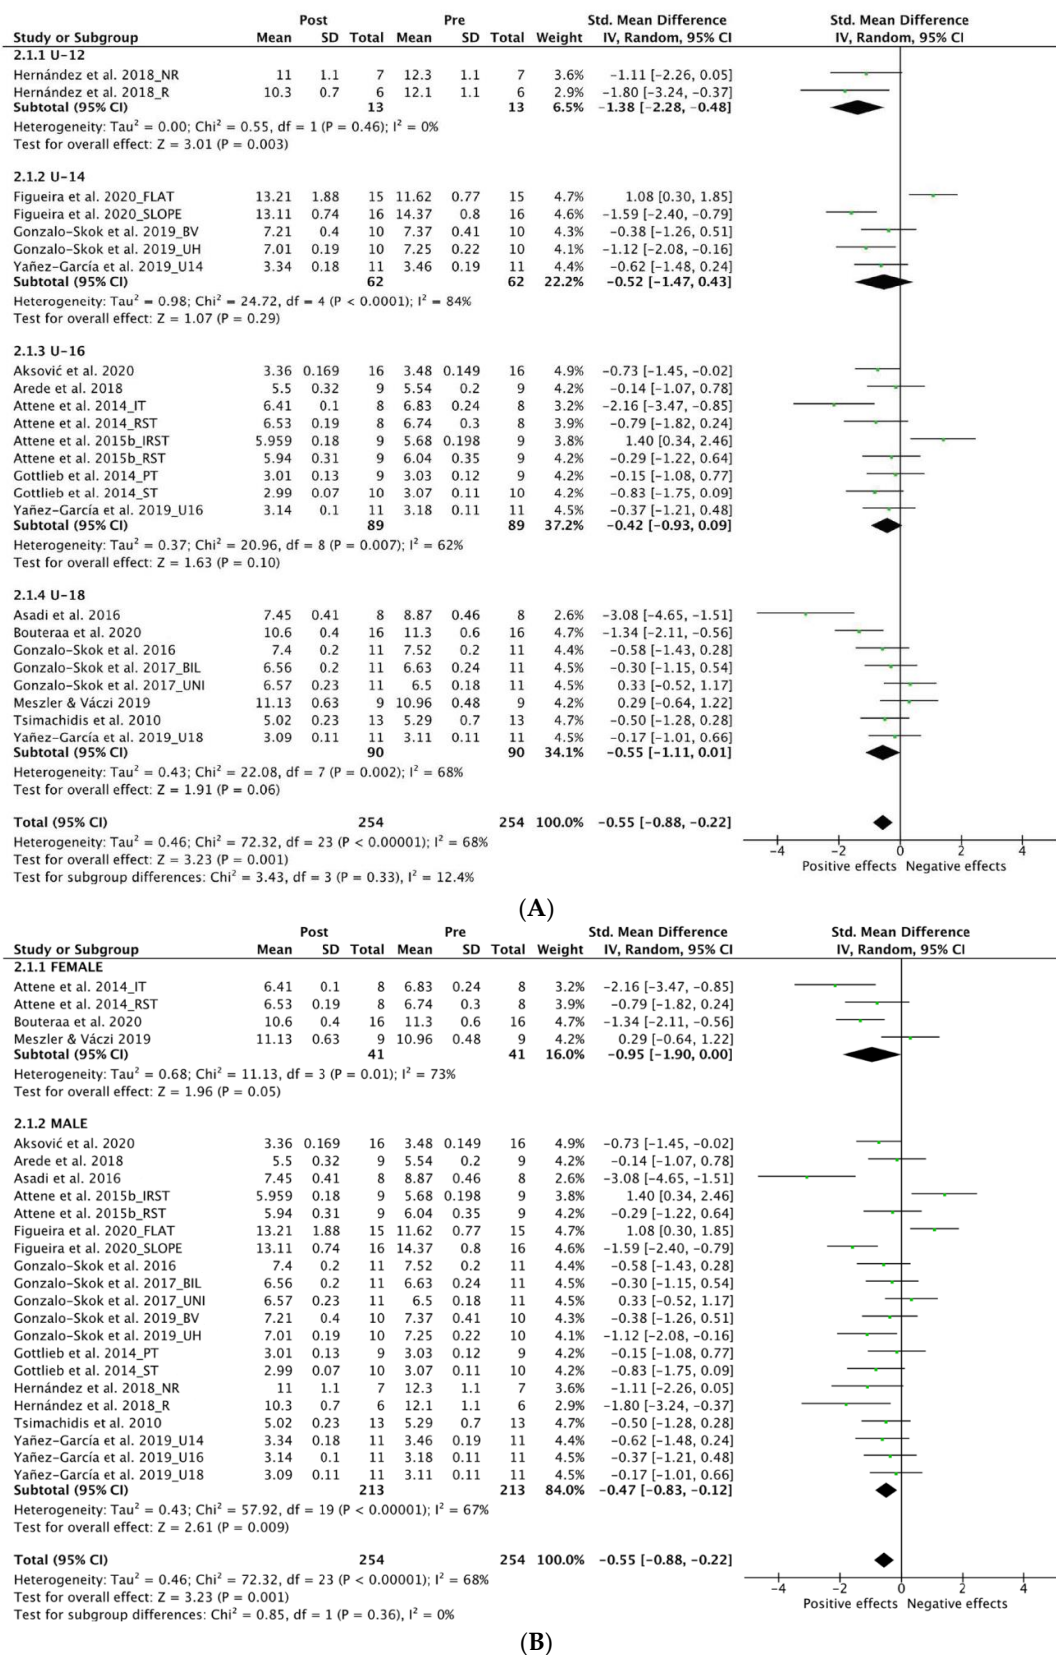 Post Pre Std. Mean Difference Std. Mean Difference
Study or Subgroup Mean SD Total Mean SD Total Weight IV, Random, 95% CI IV, Random, 95% CI
2.1.1 U-12
Hernández et al. 2018_NR 11 1.1 7 12.3 1.1 7 3.6% -1.11 [-2.26, 0.05]
Hernández et al. 2018_R 10.3 0.7 6 12.1 1.1 6 2.9% -1.80 [-3.24, -0.37]
Subtotal (95% CI) 13 13 6.5% -1.38 [-2.28, -0.48]
Heterogeneity: Tau² = 0.00; Chi² = 0.55, df = 1 (P = 0.46); I² = 0%
Test for overall effect: Z = 3.01 (P = 0.003)
2.1.2 U-14
Figueira et al. 2020_FLAT 13.21 1.88 15 11.62 0.77 15 4.7% 1.08 [0.30, 1.85]
Figueira et al. 2020_SLOPE 13.11 0.74 16 14.37 0.8 16 4.6% -1.59 [-2.40, -0.79]
Gonzalo-Skok et al. 2019_BV 7.21 0.4 10 7.37 0.41 10 4.4% -0.38 [-1.26, 0.51]
Gonzalo-Skok et al. 2019_UH 7.01 0.19 10 7.25 0.22 10 4.1% -1.12 [-2.08, -0.16]
Yañez-García et al. 2019_U14 3.34 0.18 11 3.46 0.19 11 4.4% -0.62 [-1.48, 0.24]
Subtotal (95% CI) 62 62 22.2% -0.52 [-1.47, 0.43]
Heterogeneity: Tau² = 0.98; Chi² = 24.72, df = 4 (P < 0.0001); I² = 84%
Test for overall effect: Z = 1.07 (P = 0.29)
2.1.3 U-16
Aksović et al. 2020 3.36 0.169 16 3.48 0.149 16 4.9% -0.73 [-1.45, -0.02]
Arede et al. 2018 5.5 0.32 9 5.54 0.2 9 4.2% -0.14 [-1.07, 0.78]
Attene et al. 2014_IT 6.41 0.1 8 6.83 0.24 8 3.2% -2.16 [-3.47, -0.85]
Attene et al. 2014_RST 6.53 0.19 8 6.74 0.3 8 3.9% -0.79 [-1.82, 0.24]
Attene et al. 2015b_IRST 5.959 0.18 9 5.68 0.198 9 3.8% 1.40 [0.34, 2.46]
Attene et al. 2015b_RST 5.94 0.31 9 6.04 0.35 9 4.2% -0.29 [-1.22, 0.64]
Gottlieb et al. 2014_PT 3.01 0.13 9 3.03 0.12 9 4.2% -0.15 [-1.08, 0.77]
Gottlieb et al. 2014_ST 2.99 0.07 10 3.07 0.11 10 4.2% -0.83 [-1.75, 0.09]
Yañez-García et al. 2019_U16 3.14 0.1 11 3.18 0.11 11 4.5% -0.37 [-1.21, 0.48]
Subtotal (95% CI) 89 89 37.2% -0.42 [-0.93, 0.09]
Heterogeneity: Tau² = 0.37; Chi² = 20.96, df = 8 (P = 0.007); I² = 62%
Test for overall effect: Z = 1.63 (P = 0.10)
2.1.4 U-18
Asadi et al. 2016 7.45 0.41 8 8.87 0.46 8 2.6% -3.08 [-4.65, -1.51]
Bouteraa et al. 2020 10.6 0.4 16 11.3 0.6 16 4.7% -1.34 [-2.11, -0.56]
Gonzalo-Skok et al. 2016 7.4 0.2 11 7.52 0.2 11 4.4% -0.58 [-1.43, 0.28]
Gonzalo-Skok et al. 2017_BIL 6.56 0.2 11 6.63 0.24 11 4.5% -0.30 [-1.15, 0.54]
Gonzalo-Skok et al. 2017_UNI 6.57 0.23 11 6.5 0.18 11 4.5% 0.33 [-0.52, 1.17]
Meszler & Váczi 2019 11.13 0.63 9 10.96 0.48 9 4.2% 0.29 [-0.64, 1.22]
Tsimachidis et al. 2010 5.02 0.23 13 5.29 0.7 13 4.7% -0.50 [-1.28, 0.28]
Yañez-García et al. 2019_U18 3.09 0.11 11 3.11 0.11 11 4.5% -0.17 [-1.01, 0.66]
Subtotal (95% CI) 90 90 34.1% -0.55 [-1.11, 0.01]
Heterogeneity: Tau² = 0.43; Chi² = 22.08, df = 7 (P = 0.002); I² = 68%
Test for overall effect: Z = 1.91 (P = 0.06)
Total (95% CI) 254 254 100.0% -0.55 [-0.88, -0.22]
Heterogeneity: Tau² = 0.46; Chi² = 72.32, df = 23 (P < 0.00001); I² = 68%
Test for overall effect: Z = 3.23 (P = 0.001)
Test for subgroup differences: Chi² = 3.43, df = 3 (P = 0.33), I² = 12.4%
-4 -2 0 2 4
Positive effects Negative effects
(A)
Post Pre Std. Mean Difference Std. Mean Difference
Study or Subgroup Mean SD Total Mean SD Total Weight IV, Random, 95% CI IV, Random, 95% CI
2.1.1 FEMALE
Attene et al. 2014_IT 6.41 0.1 8 6.83 0.24 8 3.2% -2.16 [-3.47, -0.85]
Attene et al. 2014_RST 6.53 0.19 8 6.74 0.3 8 3.9% -0.79 [-1.82, 0.24]
Bouteraa et al. 2020 10.6 0.4 16 11.3 0.6 16 4.7% -1.34 [-2.11, -0.56]
Meszler & Váczi 2019 11.13 0.63 9 10.96 0.48 9 4.2% 0.29 [-0.64, 1.22]
Subtotal (95% CI) 41 41 16.0% -0.95 [-1.90, 0.00]
Heterogeneity: Tau² = 0.68; Chi² = 11.13, df = 3 (P = 0.01); I² = 73%
Test for overall effect: Z = 1.96 (P = 0.05)
2.1.2 MALE
Aksović et al. 2020 3.36 0.169 16 3.48 0.149 16 4.9% -0.73 [-1.45, -0.02]
Arede et al. 2018 5.5 0.32 9 5.54 0.2 9 4.2% -0.14 [-1.07, 0.78]
Asadi et al. 2016 7.45 0.41 8 8.87 0.46 8 2.6% -3.08 [-4.65, -1.51]
Attene et al. 2015b_IRST 5.959 0.18 9 5.68 0.198 9 3.8% 1.40 [0.34, 2.46]
Attene et al. 2015b_RST 5.94 0.31 9 6.04 0.35 9 4.2% -0.29 [-1.22, 0.64]
Figueira et al. 2020_FLAT 13.21 1.88 15 11.62 0.77 15 4.7% 1.08 [0.30, 1.85]
Figueira et al. 2020_SLOPE 13.11 0.74 16 14.37 0.8 16 4.6% -1.59 [-2.40, -0.79]
Gonzalo-Skok et al. 2016 7.4 0.2 11 7.52 0.2 11 4.4% -0.58 [-1.43, 0.28]
Gonzalo-Skok et al. 2017_BIL 6.56 0.2 11 6.63 0.24 11 4.5% -0.30 [-1.15, 0.54]
Gonzalo-Skok et al. 2017_UNI 6.57 0.23 11 6.5 0.18 11 4.5% 0.33 [-0.52, 1.17]
Gonzalo-Skok et al. 2019_BV 7.21 0.4 10 7.37 0.41 10 4.4% -0.38 [-1.26, 0.51]
Gonzalo-Skok et al. 2019_UH 7.01 0.19 10 7.25 0.22 10 4.1% -1.12 [-2.08, -0.16]
Gottlieb et al. 2014_PT 3.01 0.13 9 3.03 0.12 9 4.2% -0.15 [-1.08, 0.77]
Gottlieb et al. 2014_ST 2.99 0.07 10 3.07 0.11 10 4.2% -0.83 [-1.75, 0.09]
Hernández et al. 2018_NR 11 1.1 7 12.3 1.1 7 3.6% -1.11 [-2.26, 0.05]
Hernández et al. 2018_R 10.3 0.7 6 12.1 1.1 6 2.9% -1.80 [-3.24, -0.37]
Tsimachidis et al. 2010 5.02 0.23 13 5.29 0.7 13 4.7% -0.50 [-1.28, 0.28]
Yañez-García et al. 2019_U14 3.34 0.18 11 3.46 0.19 11 4.4% -0.62 [-1.48, 0.24]
Yañez-García et al. 2019_U16 3.14 0.1 11 3.18 0.11 11 4.5% -0.37 [-1.21, 0.48]
Yañez-García et al. 2019_U18 3.09 0.11 11 3.11 0.11 11 4.5% -0.17 [-1.01, 0.66]
Subtotal (95% CI) 213 213 84.0% -0.47 [-0.83, -0.12]
Heterogeneity: Tau² = 0.43; Chi² = 57.92, df = 19 (P < 0.00001); I² = 67%
Test for overall effect: Z = 2.61 (P = 0.009)
Total (95% CI) 254 254 100.0% -0.55 [-0.88, -0.22]
Heterogeneity: Tau² = 0.46; Chi² = 72.32, df = 23 (P < 0.00001); I² = 68%
Test for overall effect: Z = 3.23 (P = 0.001)
Test for subgroup differences: Chi² = 0.85, df = 1 (P = 0.36), I² = 0%
-4 -2 0 2 4
Positive effects Negative effects
(B)